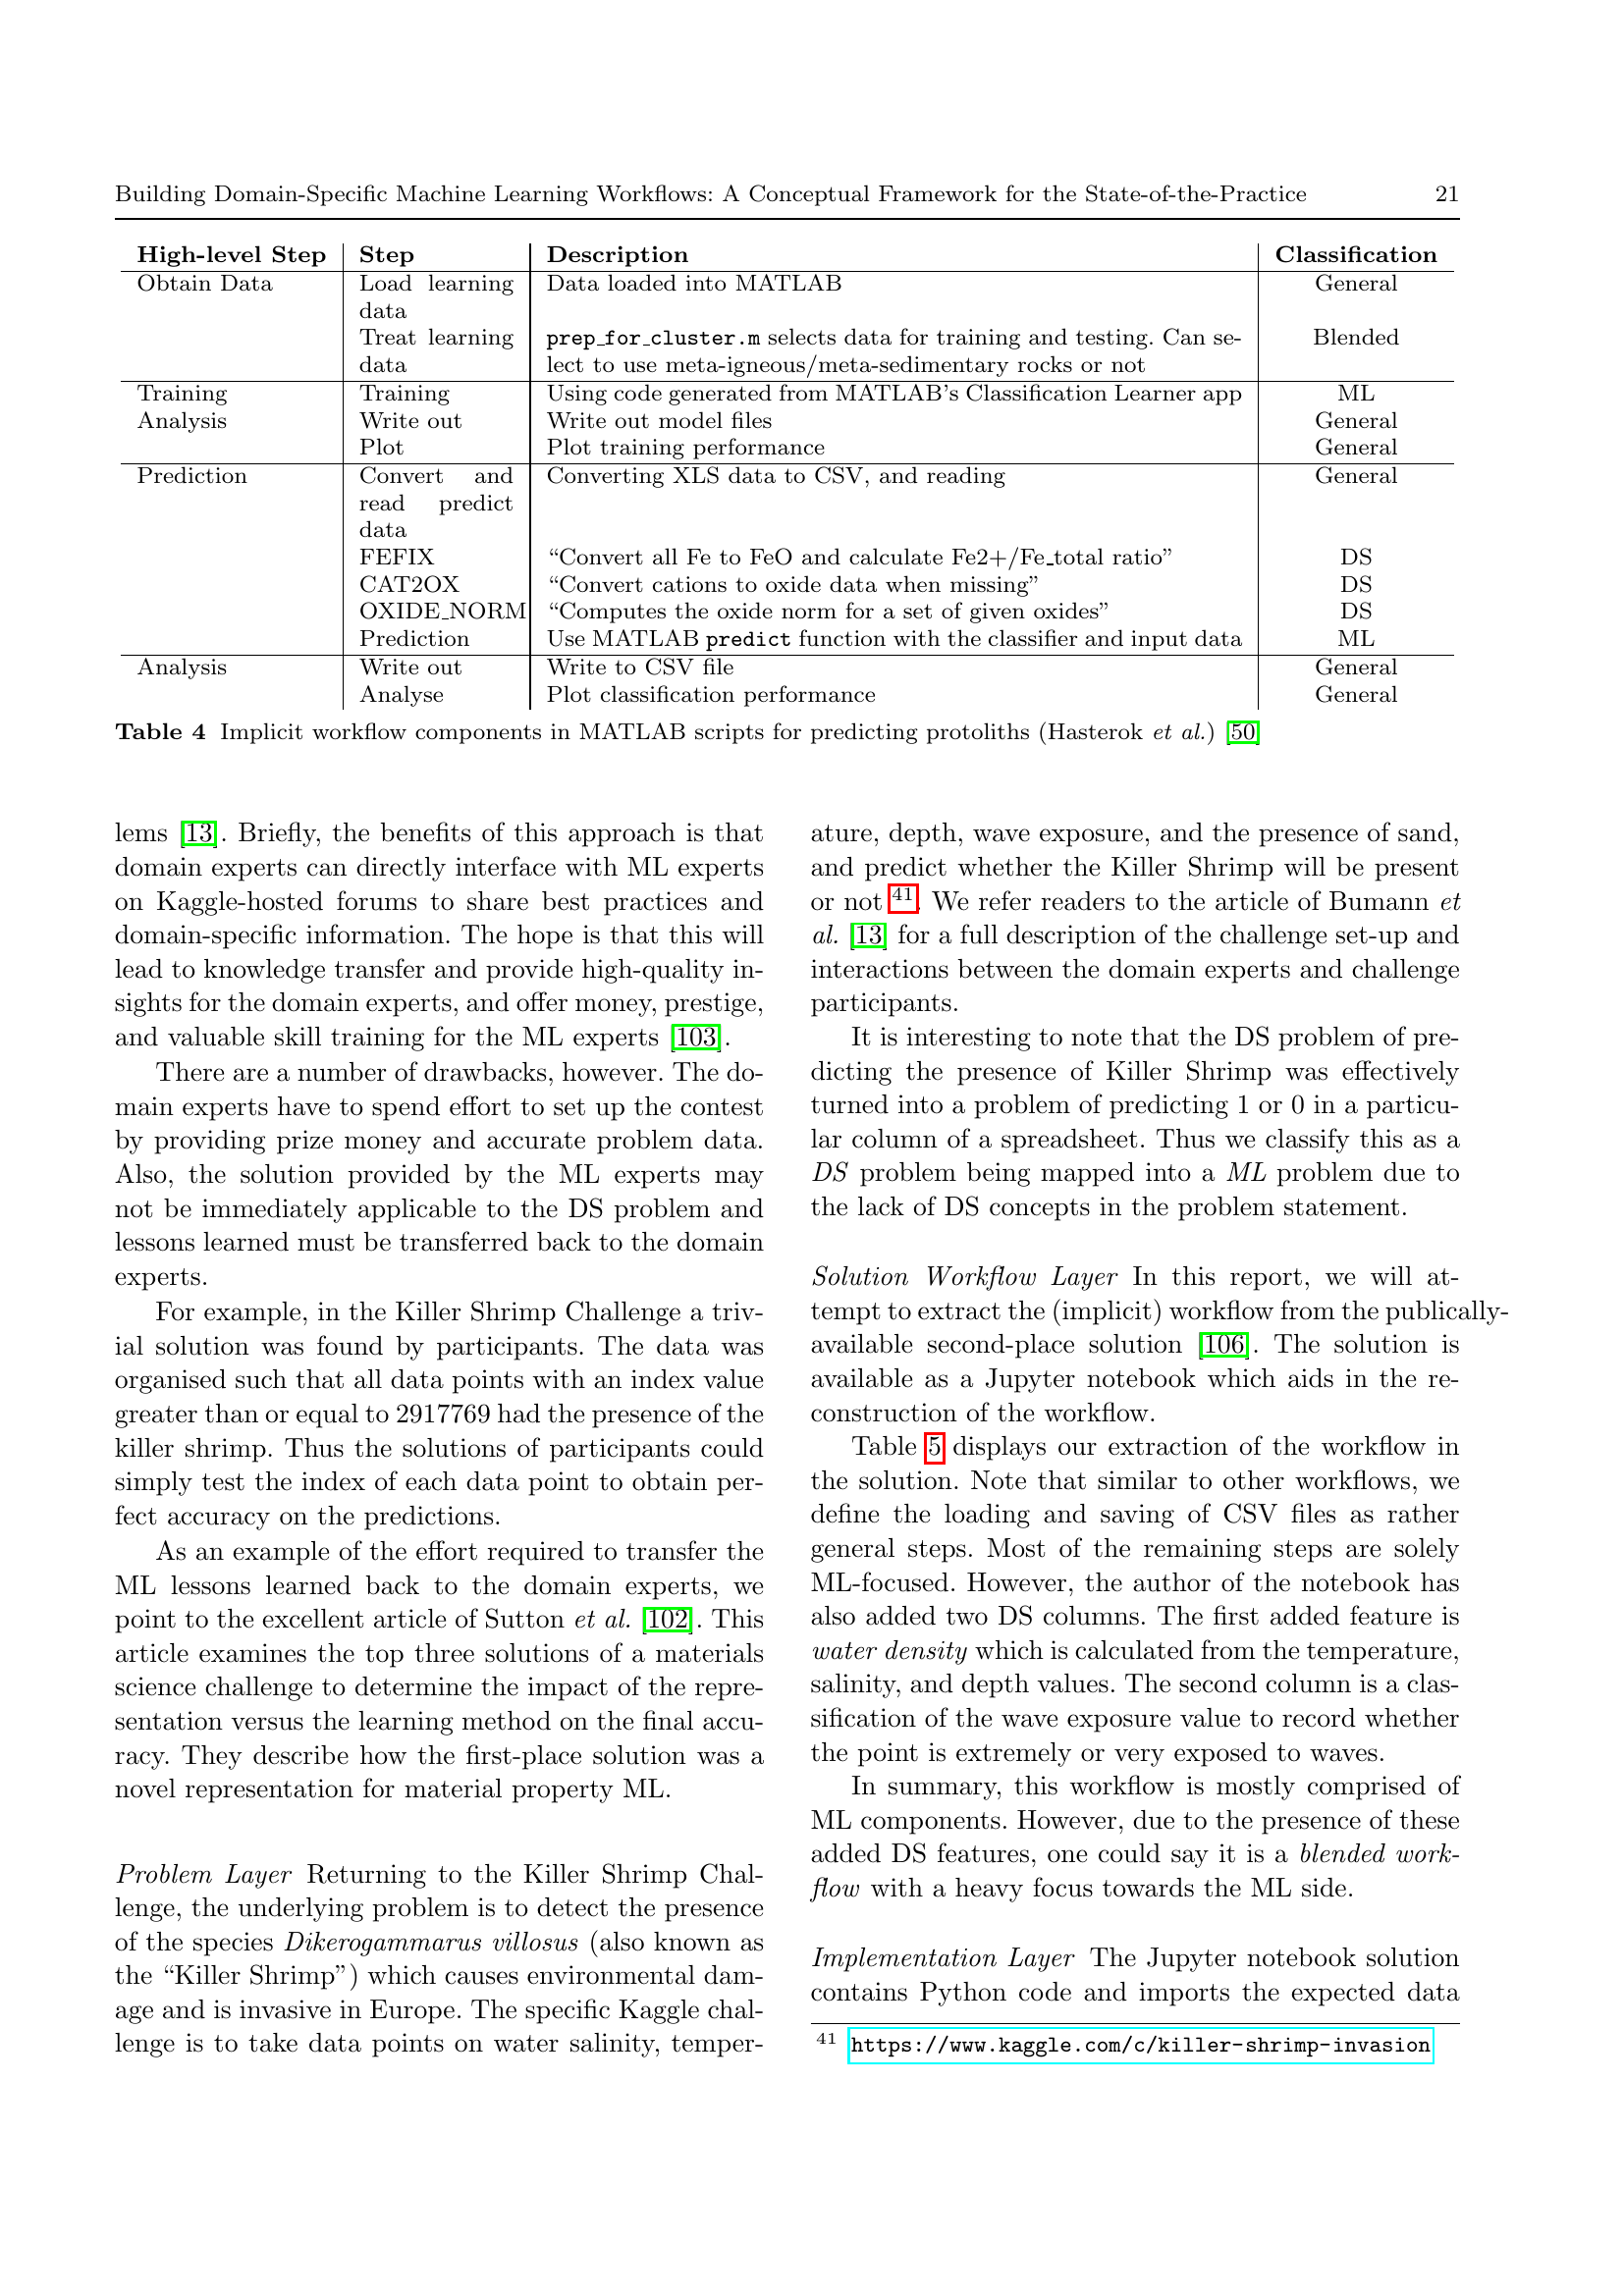 Building Domain-Specific Machine Learning Workflows: A Conceptual Framework for the State-of-the-Practice 21
High-level Step Step Description Classification
Obtain Data Load learning Data loaded into MATLAB General
data
Treat learning prep_for_cluster.m selects data for training and testing. Can se- Blended
data lect to use meta-igneous/meta-sedimentary rocks or not
Training Training Using code generated from MATLAB's Classification Learner app ML
Analysis Write out Write out model files General
Plot Plot training performance General
Prediction Convert and Converting XLS data to CSV, and reading General
read predict
data
FEFIX “Convert all Fe to FeO and calculate Fe2+/Fe_total ratio” DS
CAT2OX “Convert cations to oxide data when missing” DS
OXIDE_NORM “Computes the oxide norm for a set of given oxides” DS
Prediction Use MATLAB predict function with the classifier and input data ML
Analysis Write out Write to CSV file General
Analyse Plot classification performance General
Table 4 Implicit workflow components in MATLAB scripts for predicting protoliths (Hasterok et al.) [50]
lems [13]. Briefly, the benefits of this approach is that
domain experts can directly interface with ML experts
on Kaggle-hosted forums to share best practices and
domain-specific information. The hope is that this will
lead to knowledge transfer and provide high-quality in-
sights for the domain experts, and offer money, prestige,
and valuable skill training for the ML experts [103].
There are a number of drawbacks, however. The do-
main experts have to spend effort to set up the contest
by providing prize money and accurate problem data.
Also, the solution provided by the ML experts may
not be immediately applicable to the DS problem and
lessons learned must be transferred back to the domain
experts.
For example, in the Killer Shrimp Challenge a triv-
ial solution was found by participants. The data was
organised such that all data points with an index value
greater than or equal to 2917769 had the presence of the
killer shrimp. Thus the solutions of participants could
simply test the index of each data point to obtain per-
fect accuracy on the predictions.
As an example of the effort required to transfer the
ML lessons learned back to the domain experts, we
point to the excellent article of Sutton et al. [102]. This
article examines the top three solutions of a materials
science challenge to determine the impact of the repre-
sentation versus the learning method on the final accu-
racy. They describe how the first-place solution was a
novel representation for material property ML.
Problem Layer Returning to the Killer Shrimp Chal-
lenge, the underlying problem is to detect the presence
of the species Dikerogammarus villosus (also known as
the “Killer Shrimp”) which causes environmental dam-
age and is invasive in Europe. The specific Kaggle chal-
lenge is to take data points on water salinity, temper-
ature, depth, wave exposure, and the presence of sand,
and predict whether the Killer Shrimp will be present
or not 41. We refer readers to the article of Bumann et
al. [13] for a full description of the challenge set-up and
interactions between the domain experts and challenge
participants.
It is interesting to note that the DS problem of pre-
dicting the presence of Killer Shrimp was effectively
turned into a problem of predicting 1 or 0 in a particu-
lar column of a spreadsheet. Thus we classify this as a
DS problem being mapped into a ML problem due to
the lack of DS concepts in the problem statement.
Solution Workflow Layer In this report, we will at-
tempt to extract the (implicit) workflow from the publically-
available second-place solution [106]. The solution is
available as a Jupyter notebook which aids in the re-
construction of the workflow.
Table 5 displays our extraction of the workflow in
the solution. Note that similar to other workflows, we
define the loading and saving of CSV files as rather
general steps. Most of the remaining steps are solely
ML-focused. However, the author of the notebook has
also added two DS columns. The first added feature is
water density which is calculated from the temperature,
salinity, and depth values. The second column is a clas-
sification of the wave exposure value to record whether
the point is extremely or very exposed to waves.
In summary, this workflow is mostly comprised of
ML components. However, due to the presence of these
added DS features, one could say it is a blended work-
flow with a heavy focus towards the ML side.
Implementation Layer The Jupyter notebook solution
contains Python code and imports the expected data
41 https://www.kaggle.com/c/killer-shrimp-invasion